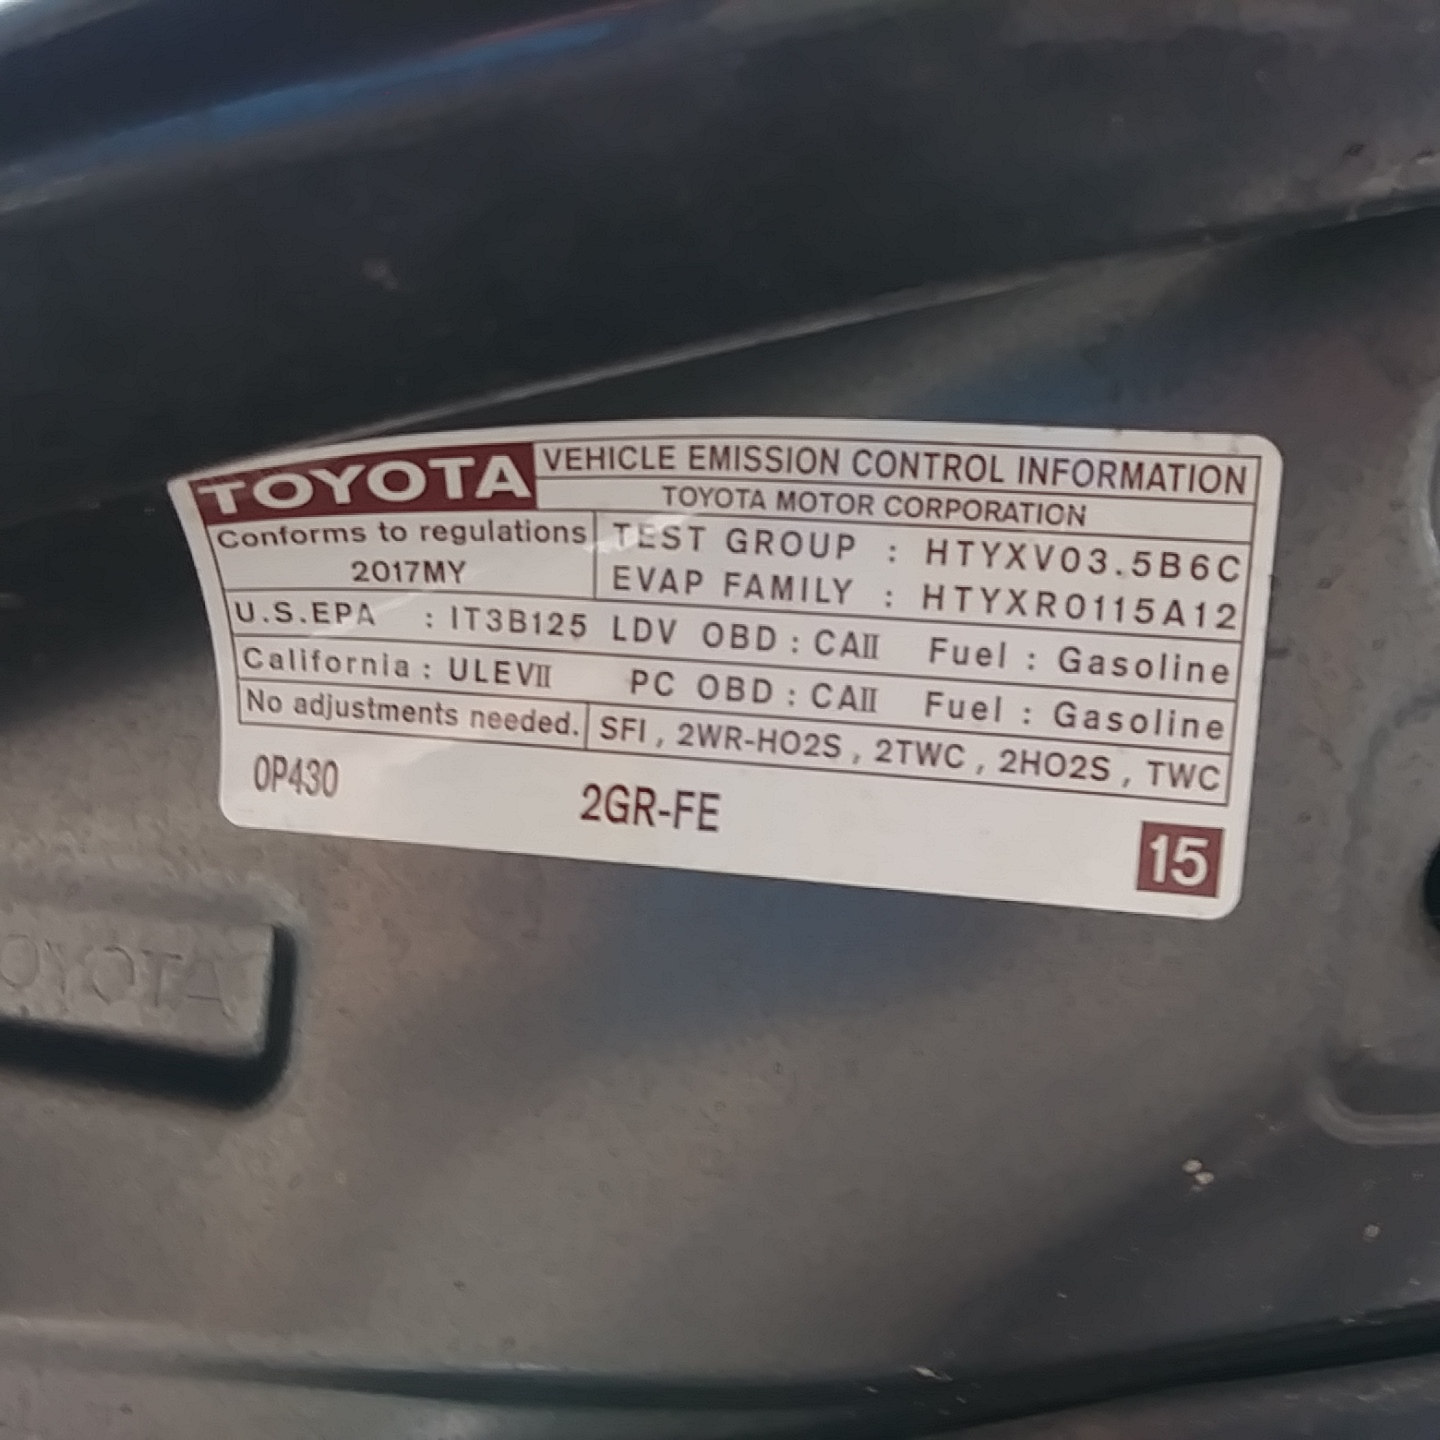 TOYOTA VEHICLE EMISSION CONTROL INFORMATION
TOYOTA MOTOR CORPORATION
Conforms to regulations
2017MY
TEST GROUP : HTYXV03.5B6C
EVAP FAMILY : HTYXR0115A12
U.S.EPA : IT3B125 LDV OBD : CAII Fuel : Gasoline
California : ULEVII PC OBD : CAII Fuel : Gasoline
No adjustments needed. SFI , 2WR-HO2S , 2TWC , 2HO2S , TWC
0P430
2GR-FE
15
OYOTA